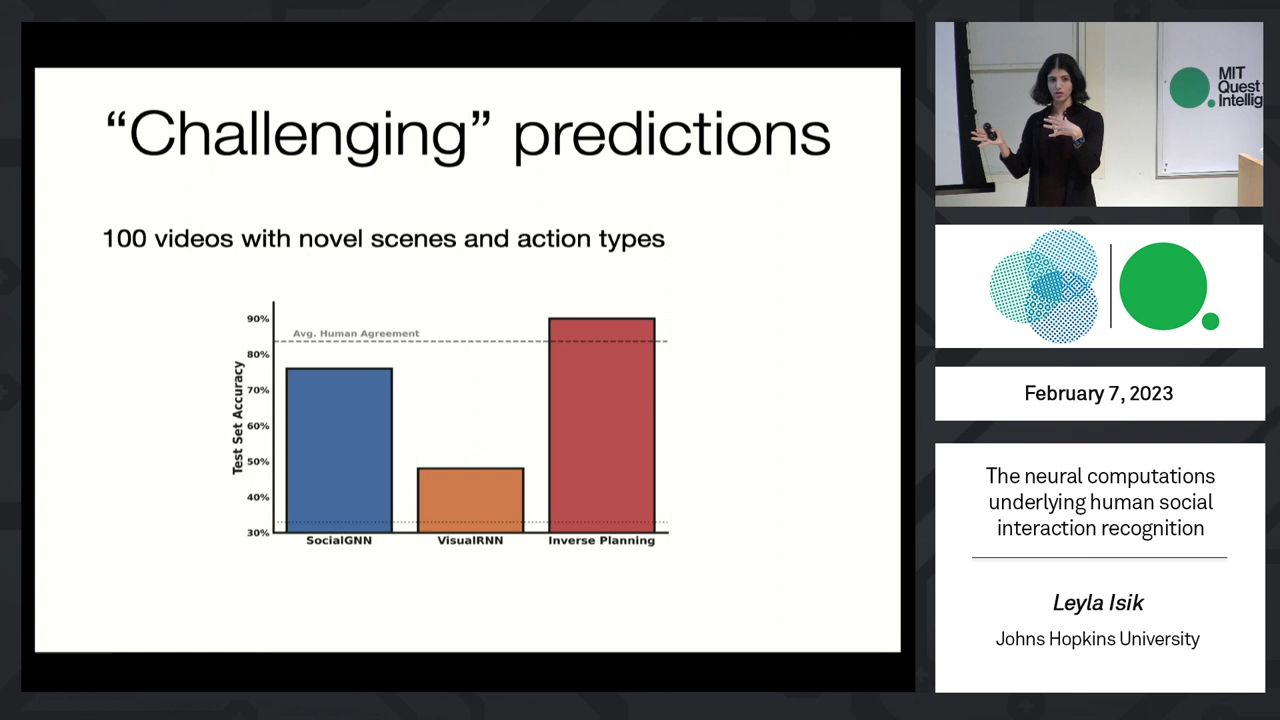 “Challenging” predictions
100 videos with novel scenes and action types
90%
80%
70%
60%
50%
40%
30%
Test Set Accuracy
Avg. Human Agreement
SocialGNN
VisualRNN
Inverse Planning
MIT
Quest
Intellig
February 7, 2023
The neural computations
underlying human social
interaction recognition
Leyla Isik
Johns Hopkins University